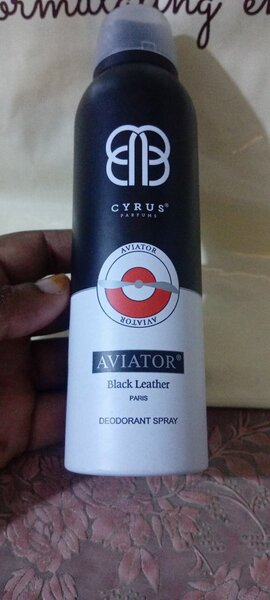 CYRUS®
PARFUMS
AVIATOR
AVIATOR
AVIATOR®
Black Leather
PARIS
DEODORANT SPRAY